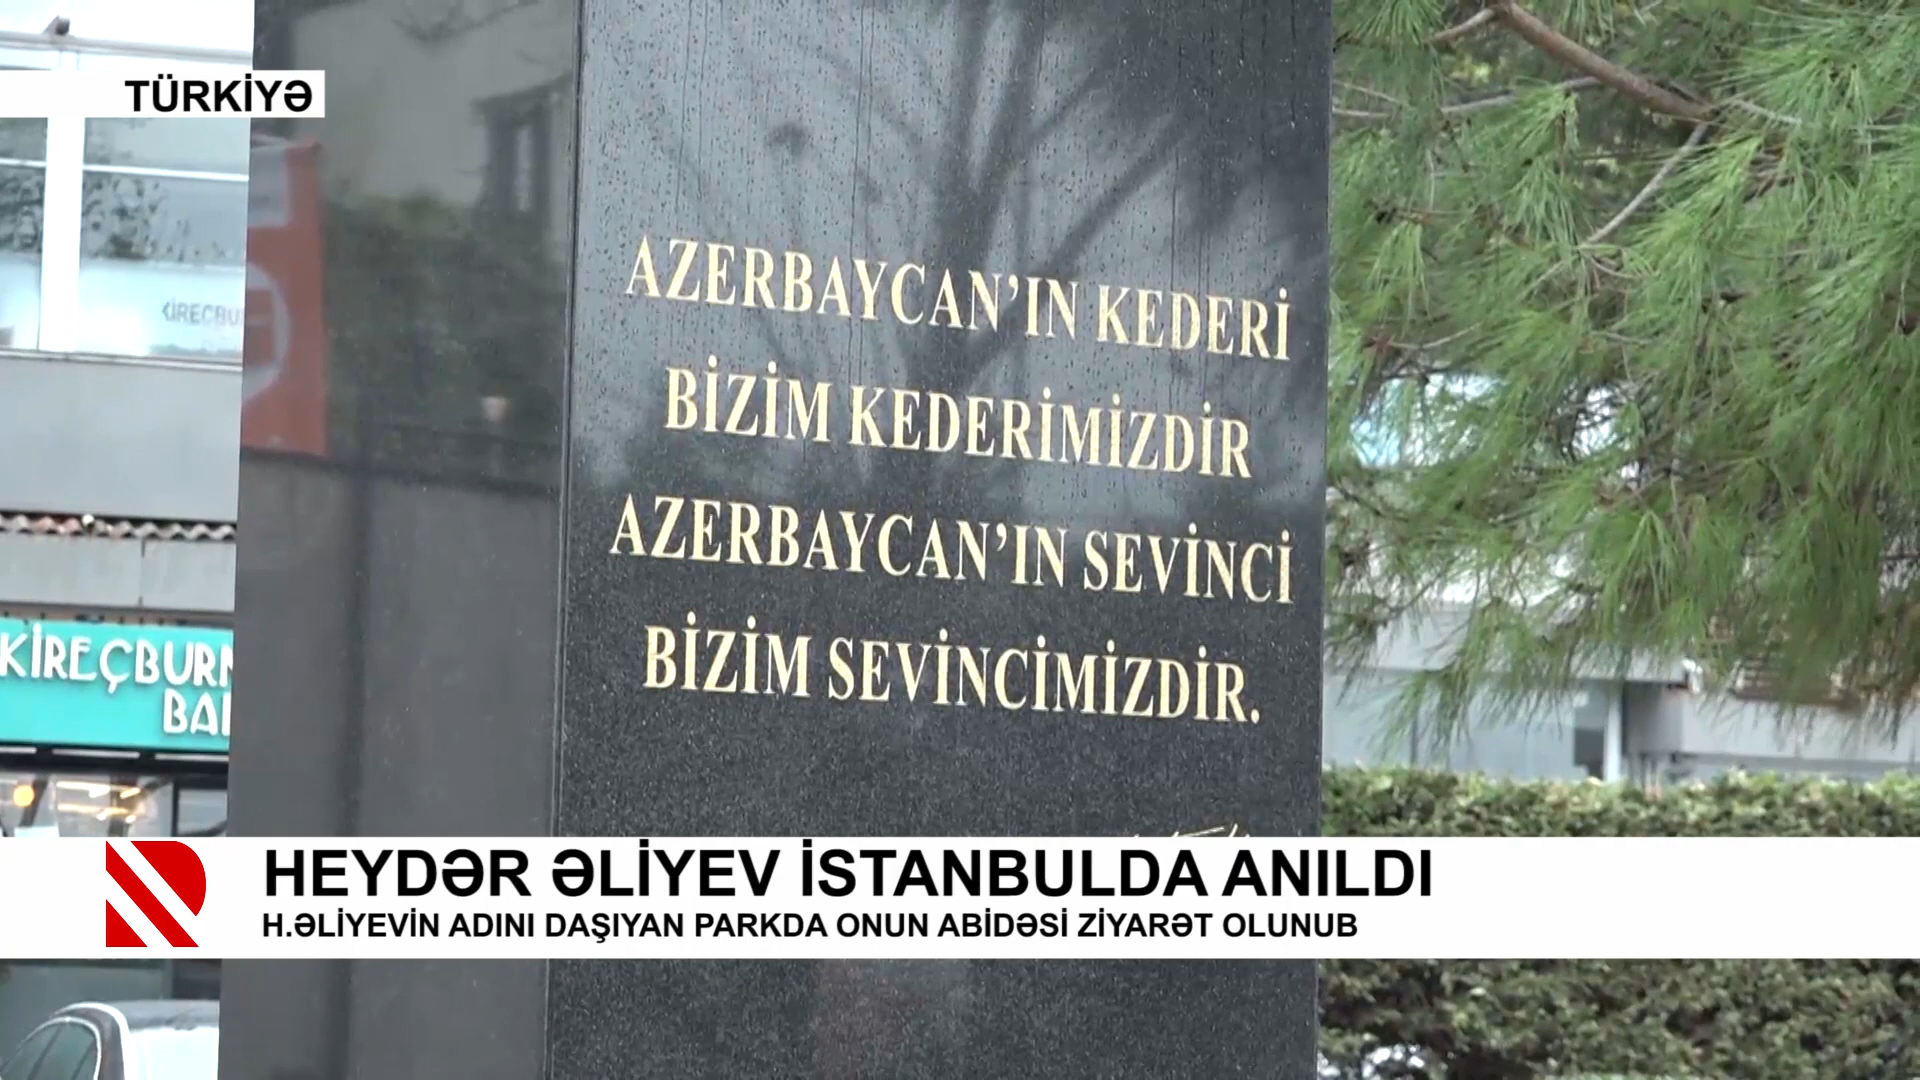 TÜRKİYƏ
AZERBAYCAN’IN KEDERİ
BİZİM KEDERİMİZDİR
AZERBAYCAN’IN SEVİNCİ
BİZİM SEVİNCİMİZDİR.
KİREÇBURN
BAI
HEYDƏR ƏLİYEV İSTANBULDA ANILDI
H.ƏLİYEVİN ADINI DAŞIYAN PARKDA ONUN ABİDƏSİ ZİYARƏT OLUNUB